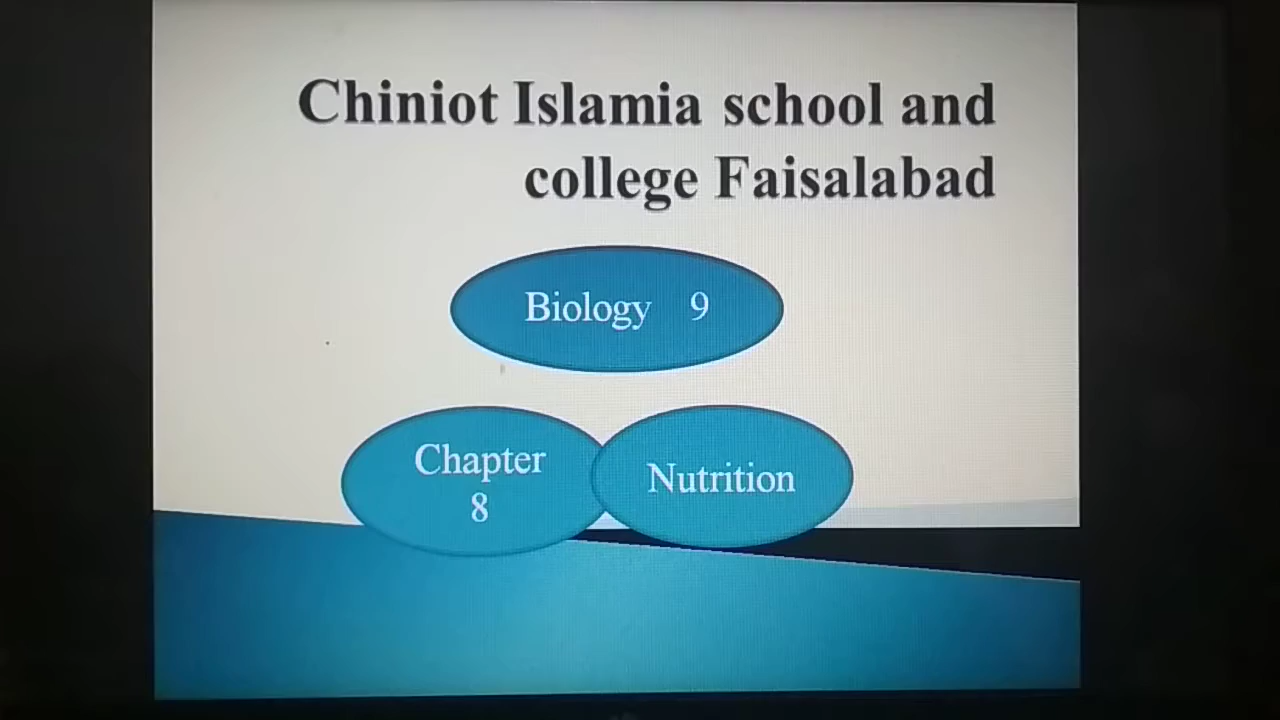 Chiniot Islamia school and
college Faisalabad
Biology 9
Chapter
8
Nutrition